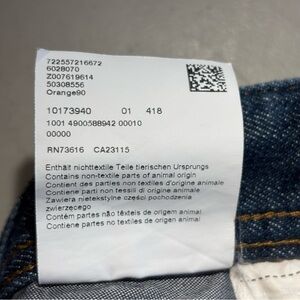 722557216672
6028070
Z007619614
50308556
Orange90
10173940 01 418
1001 4900588942 00010
00000
RN73616 CA23115
Enthält nichttextile Teile tierischen Ursprungs
Contains non-textile parts of animal origin
Contient des parties non textiles d'origine animale
Contiene parti non tessili di origine animale
Zawiera nietekstylne części pochodzenia
zwierzęcego
Contém partes não têxteis de origem animal
Contiene partes no textiles de origen animal